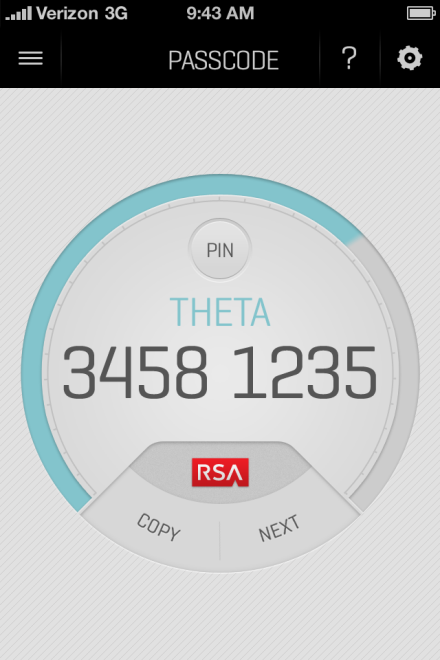 Verizon 3G 9:43 AM
PASSCODE ?
PIN
THETA
3458 1235
RSA
COPY NEXT